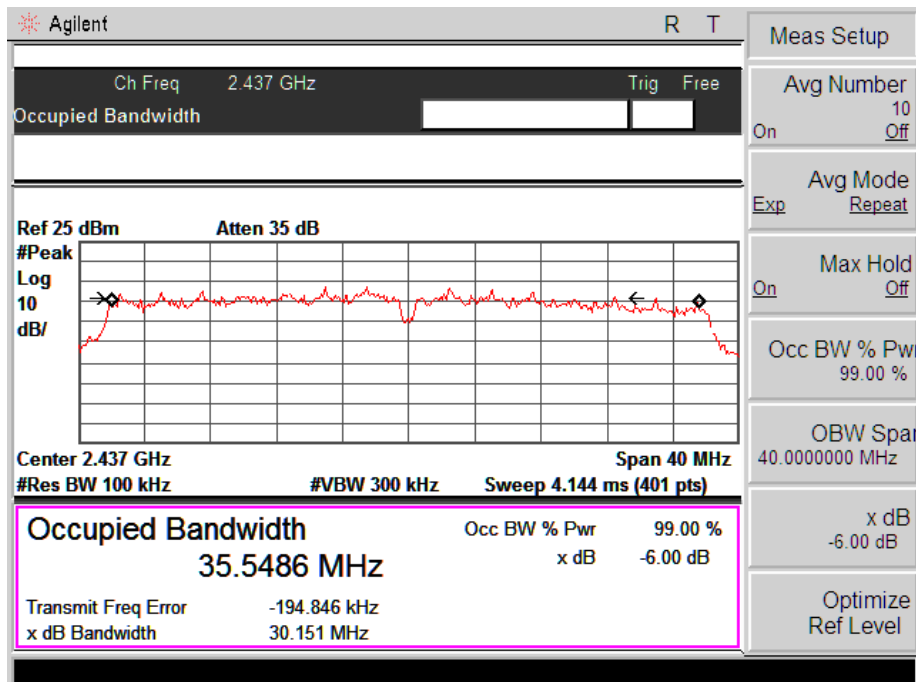 Agilent R T
Ch Freq 2.437 GHz Trig Free
Occupied Bandwidth
Ref 25 dBm Atten 35 dB
#Peak
Log
10
dB/
Center 2.437 GHz Span 40 MHz
#Res BW 100 kHz #VBW 300 kHz Sweep 4.144 ms (401 pts)
Occupied Bandwidth
35.5486 MHz
Occ BW % Pwr 99.00 %
x dB -6.00 dB
Transmit Freq Error -194.846 kHz
x dB Bandwidth 30.151 MHz
Meas Setup
Avg Number
10
On Off
Avg Mode
Exp Repeat
Max Hold
On Off
Occ BW % Pwr
99.00 %
OBW Span
40.0000000 MHz
x dB
-6.00 dB
Optimize
Ref Level